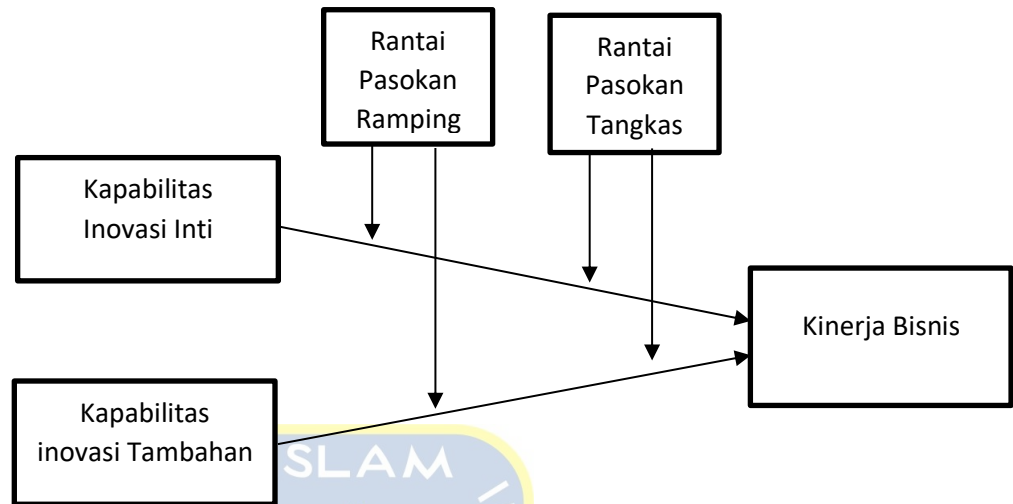 Rantai
Pasokan
Ramping
Rantai
Pasokan
Tangkas
Kapabilitas
Inovasi Inti
Kinerja Bisnis
Kapabilitas
inovasi Tambahan
SLAM